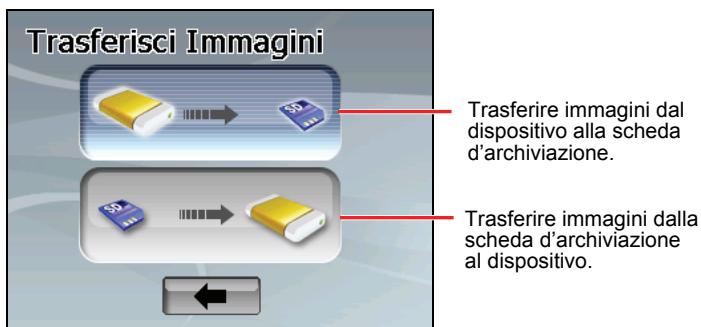 Trasferisci Immagini
SD
Trasferire immagini dal
dispositivo alla scheda
d'archiviazione.
SD
Trasferire immagini dalla
scheda d'archiviazione
al dispositivo.